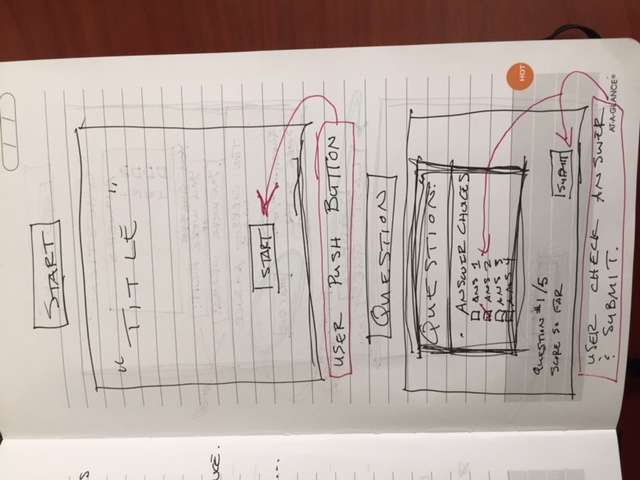 START
" TITLE "
START
USER PUSH BUTTON
QUESTION
QUESTION:
ANSWER CHOICES
ANS 1
ANS 2
ANS 3
ANS 4
QUESTION # 1/5
SCORE SO FAR
SUBMIT
USER CHECK ANSWER
& SUBMIT.
HOT
AT-A-GLANCE®